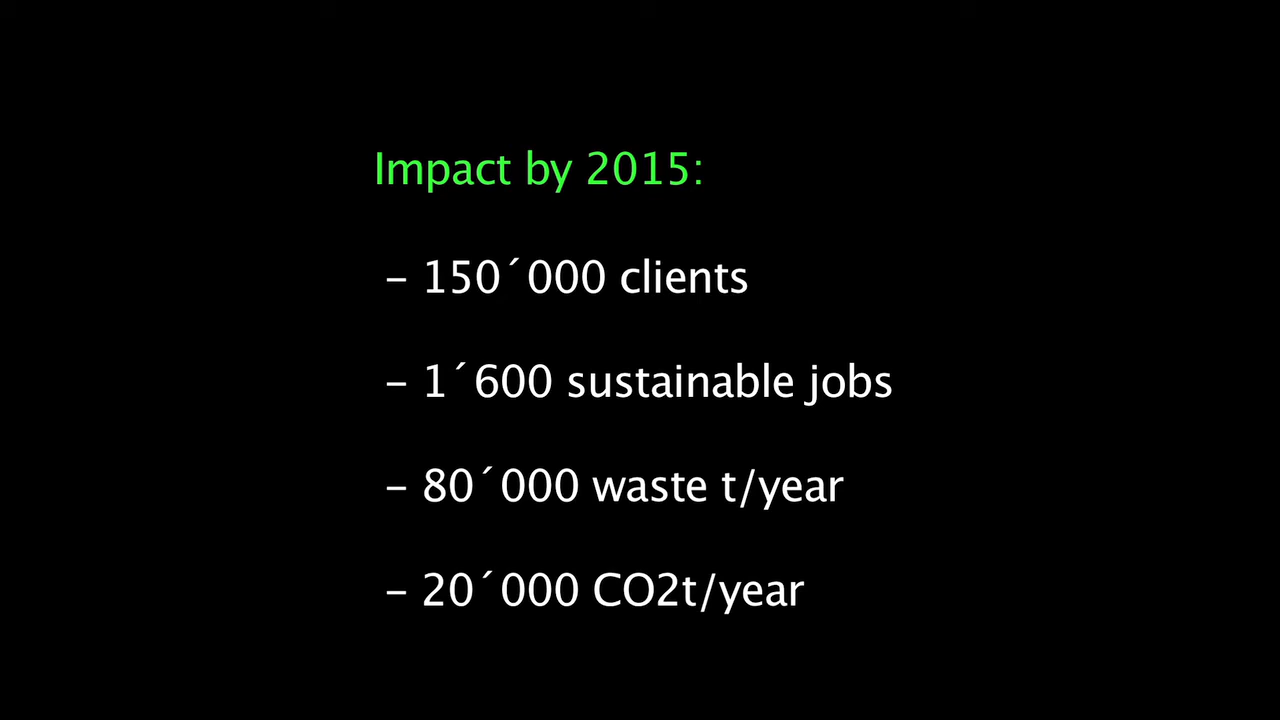 Impact by 2015:
– 150´000 clients
– 1´600 sustainable jobs
– 80´000 waste t/year
– 20´000 CO2t/year